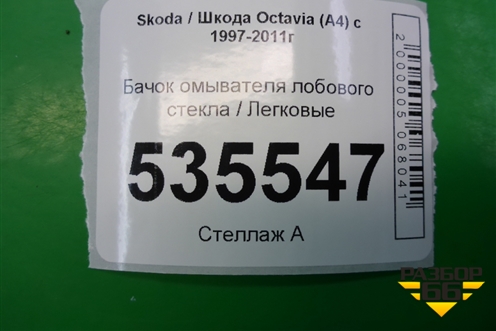 Skoda / Шкода Octavia (A4) с
1997-2011г
Бачок омывателя лобового
стекла / Легковые
535547
Стеллаж А
2000005068041
РАЗБОР
66